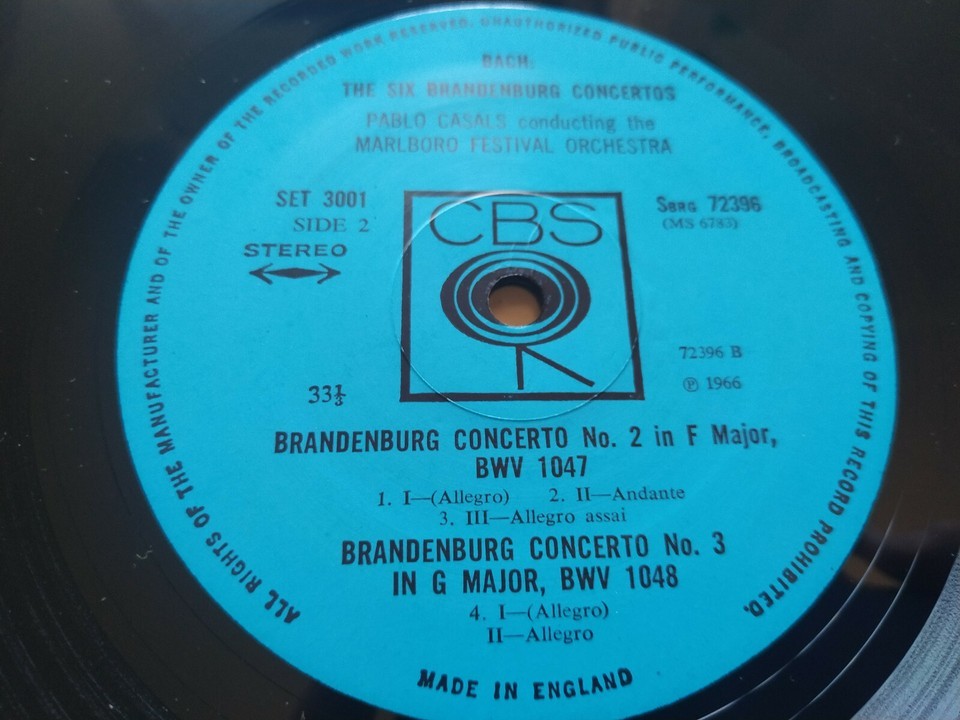 ALL RIGHTS OF THE MANUFACTURER AND OF THE OWNER OF THE RECORDED WORK RESERVED. UNAUTHORIZED PUBLIC PERFORMANCE, BROADCASTING AND COPYING OF THIS RECORD PROHIBITED.
BACH:
THE SIX BRANDENBURG CONCERTOS
PABLO CASALS conducting the
MARLBORO FESTIVAL ORCHESTRA
SET 3001
SIDE 2
STEREO
CBS
SBRG 72396
(MS 6783)
72396 B
℗ 1966
33⅓
BRANDENBURG CONCERTO No. 2 in F Major,
BWV 1047
1. I—(Allegro) 2. II—Andante
3. III—Allegro assai
BRANDENBURG CONCERTO No. 3
IN G MAJOR, BWV 1048
4. I—(Allegro)
II—Allegro
MADE IN ENGLAND